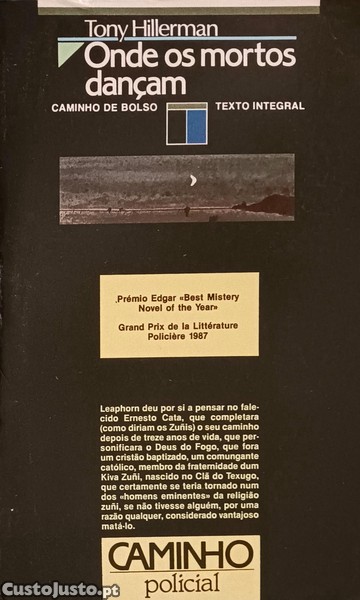 Tony Hillerman
Onde os mortos
dançam
CAMINHO DE BOLSO
TEXTO INTEGRAL
.Prémio Edgar «Best Mistery
Novel of the Year»
Grand Prix de la Littérature
Policière 1987
Leaphorn deu por si a pensar no fale-
cido Ernesto Cata, que completara
(como diriam os Zuñis) o seu caminho
depois de treze anos de vida, que per-
sonificara o Deus do Fogo, que fora
um cristão baptizado, um comungante
católico, membro da fraternidade dum
Kiva Zuñi, nascido no Clã do Texugo,
que certamente se teria tornado num
dos «homens eminentes» da religião
zuñi, se não tivesse alguém, por uma
razão qualquer, considerado vantajoso
matá-lo.
CAMINHO
policial
CustoJusto.pt